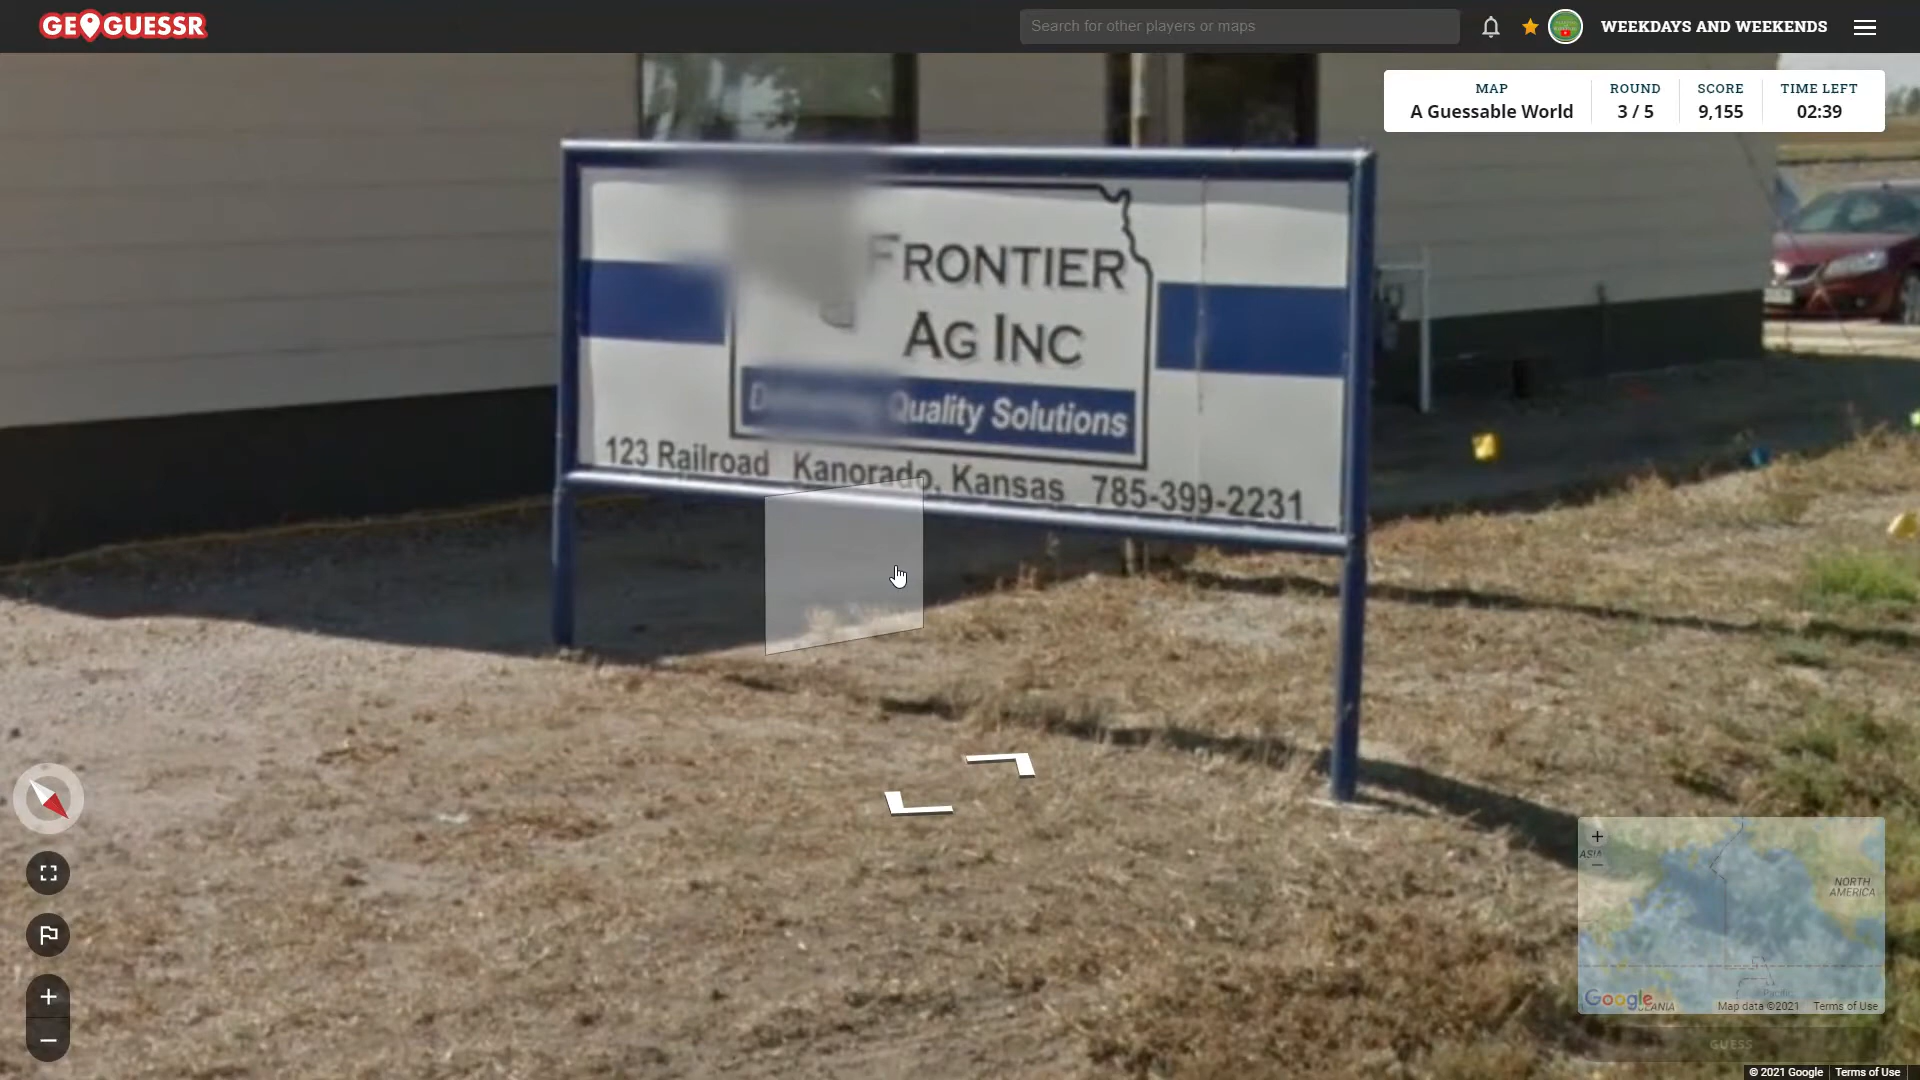 GEOGUESSR
Search for other players or maps
WEEKDAYS AND WEEKENDS
MAP ROUND SCORE TIME LEFT
A Guessable World 3 / 5 9,155 02:39
FRONTIER
AG INC
Quality Solutions
123 Railroad Kanorado, Kansas 785-399-2231
ASIA
NORTH
AMERICA
Pacific
Google
Map data ©2021 Terms of Use
GUESS
© 2021 Google Terms of Use